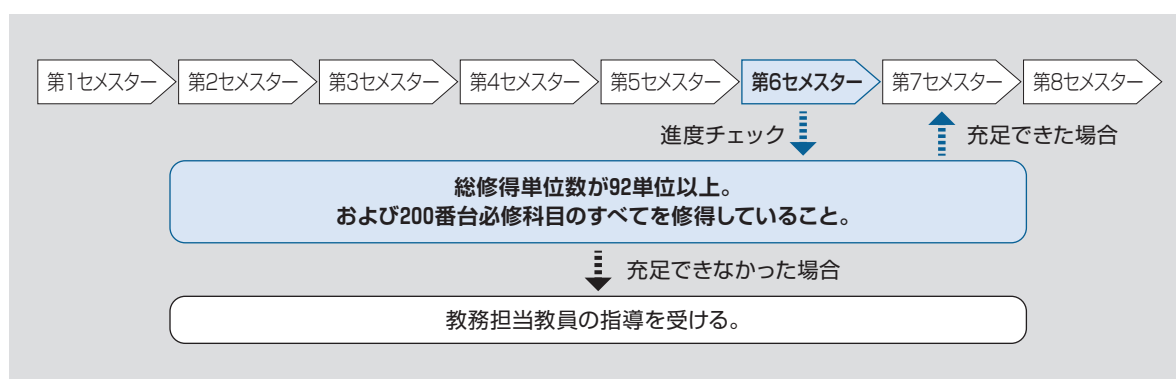 第1セメスター 第2セメスター 第3セメスター 第4セメスター 第5セメスター 第6セメスター 第7セメスター 第8セメスター
進度チェック 充足できた場合
総修得単位数が92単位以上。
および200番台必修科目のすべてを修得していること。
充足できなかった場合
教務担当教員の指導を受ける。